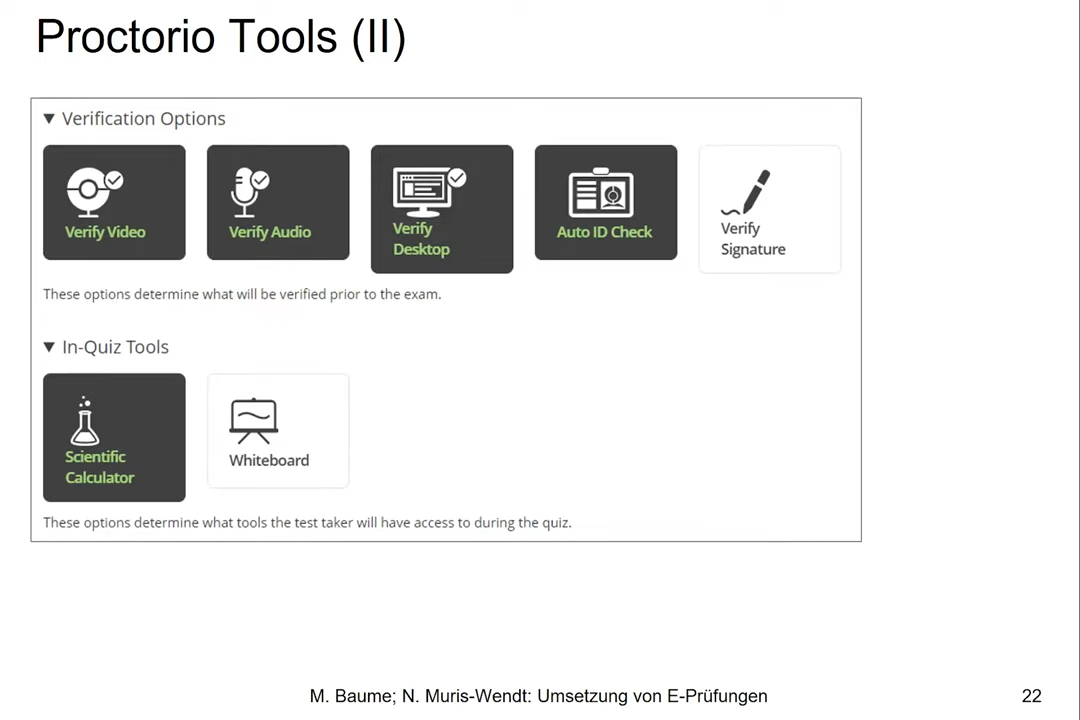 Proctorio Tools (II)
▼ Verification Options
Verify Video
Verify Audio
Verify
Desktop
Auto ID Check
Verify
Signature
These options determine what will be verified prior to the exam.
▼ In-Quiz Tools
Scientific
Calculator
Whiteboard
These options determine what tools the test taker will have access to during the quiz.
M. Baume; N. Muris-Wendt: Umsetzung von E-Prüfungen
22